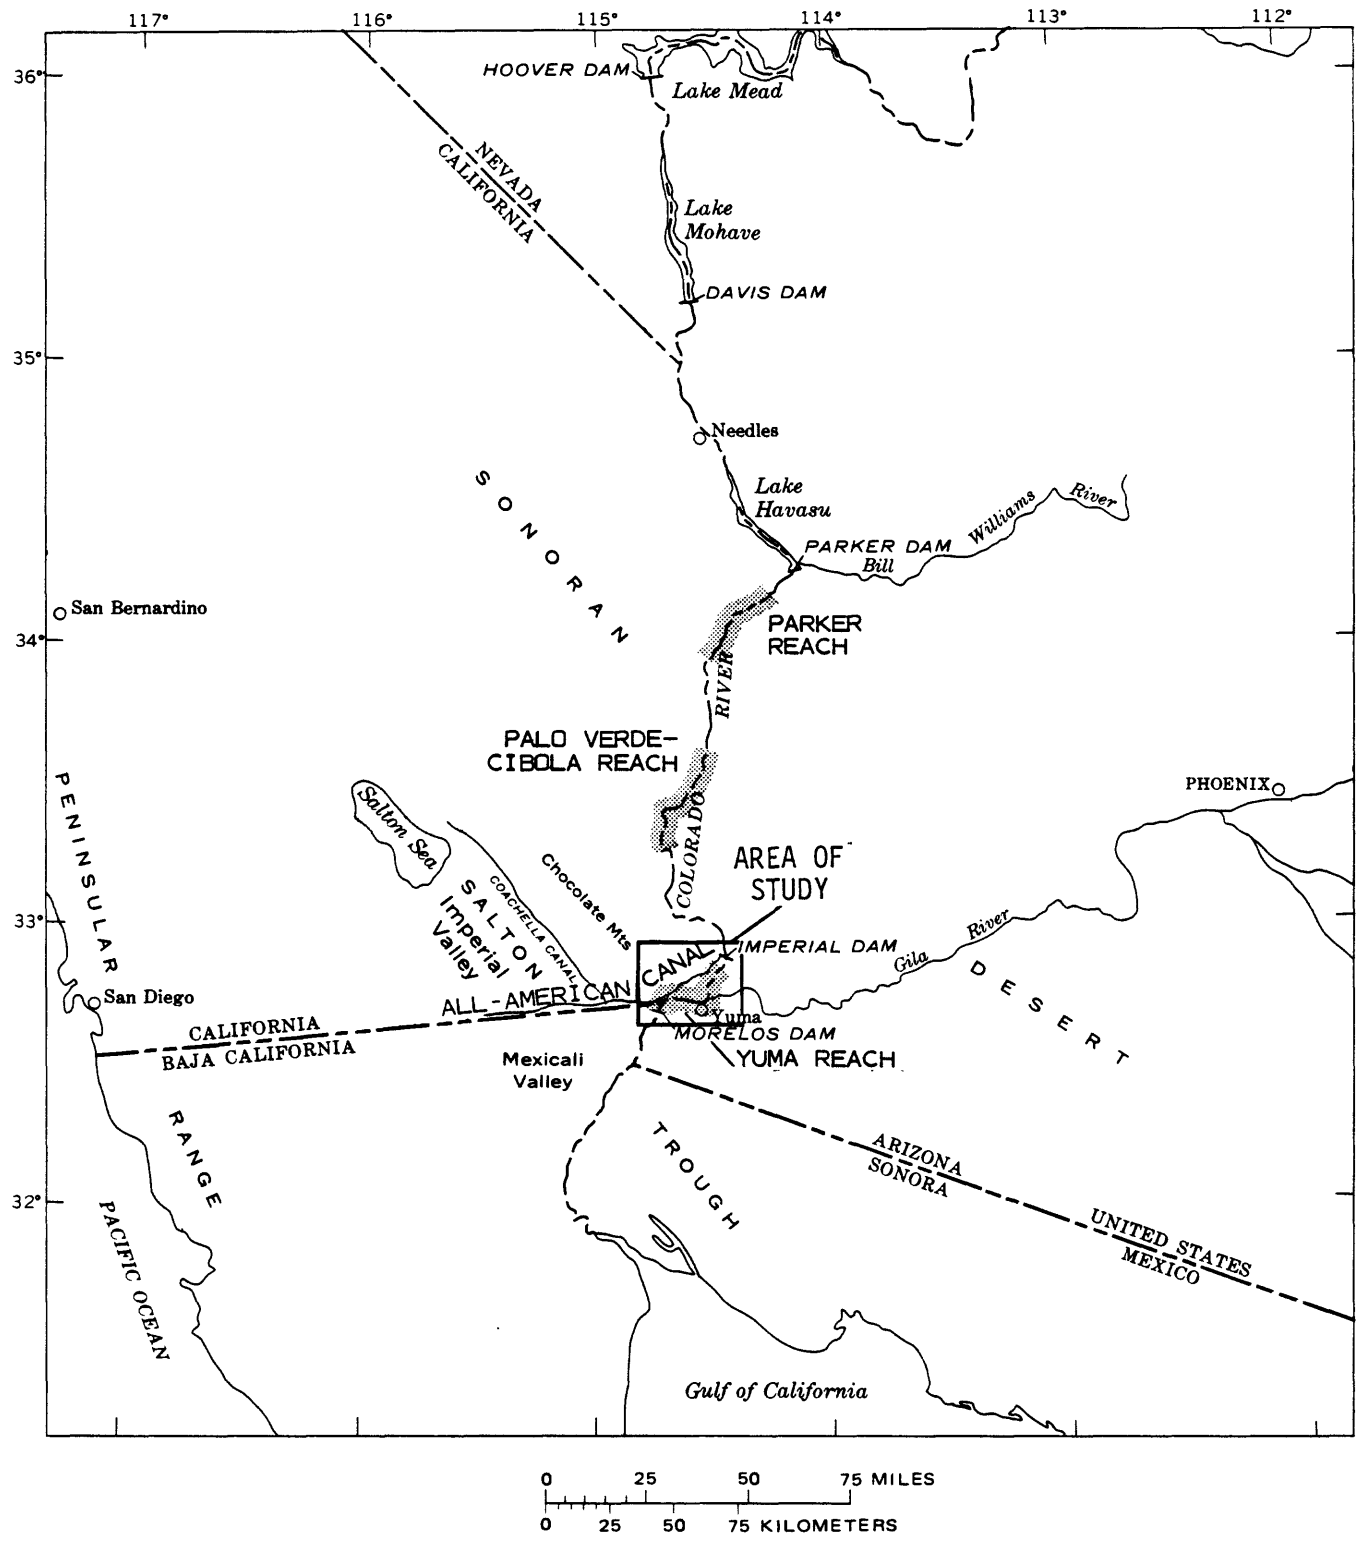 117° 116° 115° 114° 113° 112°
36°
HOOVER DAM
Lake Mead
NEVADA
CALIFORNIA
Lake
Mohave
DAVIS DAM
35°
Needles
SONORAN
Lake
Havasu
PARKER DAM
Bill Williams River
San Bernardino
34°
PARKER
REACH
COLORADO RIVER
PALO VERDE-
CIBOLA REACH
PENINSULAR
Salton Sea
PHOENIX
COACHELLA CANAL
SALTON
Imperial
Valley
Chocolate Mts
AREA OF
STUDY
33°
IMPERIAL DAM
Gila River
DESERT
San Diego
ALL-AMERICAN CANAL
Yuma
MORELOS DAM
YUMA REACH
CALIFORNIA
BAJA CALIFORNIA
Mexicali
Valley
RANGE
TROUGH
ARIZONA
SONORA
32°
UNITED STATES
MEXICO
PACIFIC OCEAN
Gulf of California
0 25 50 75 MILES
0 25 50 75 KILOMETERS